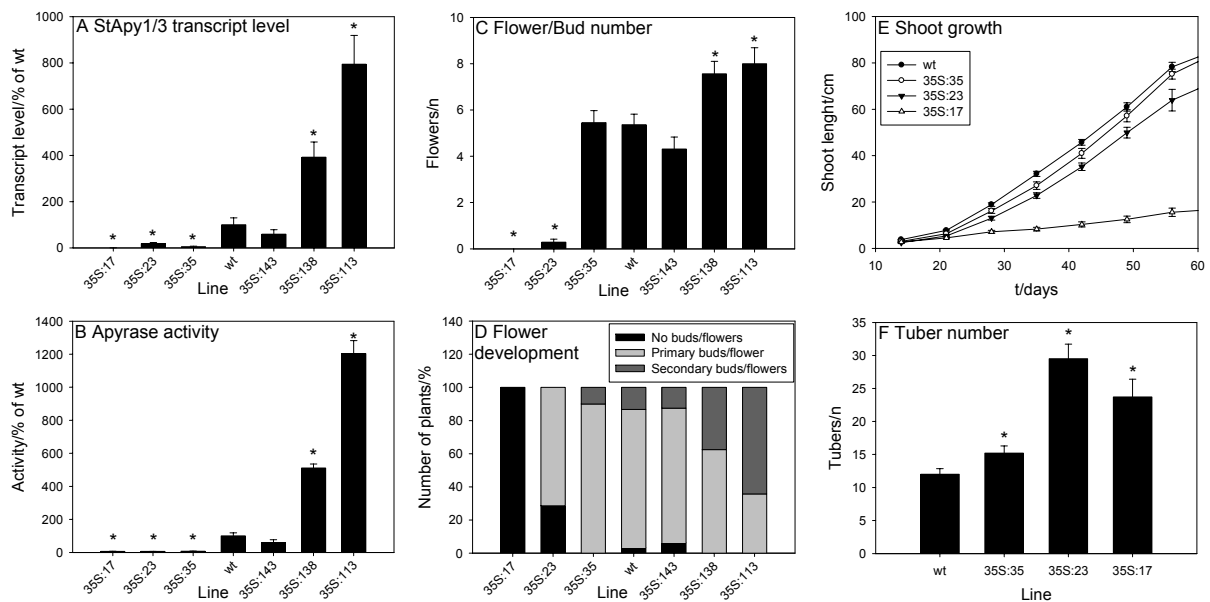 A StApy1/3 transcript level
Transcript level/% of wt
1000
800
600
400
200
0
*
*
*
*
*
35S:17
35S:23
35S:35
wt
35S:143
35S:138
35S:113
Line
C Flower/Bud number
Flowers/n
8
6
4
2
0
*
*
*
*
35S:17
35S:23
35S:35
wt
35S:143
35S:138
35S:113
Line
E Shoot growth
wt
35S:35
35S:23
35S:17
Shoot lenght/cm
100
80
60
40
20
0
10
20
30
40
50
60
t/days
B Apyrase activity
Activity/% of wt
1400
1200
1000
800
600
400
200
0
*
*
*
*
*
35S:17
35S:23
35S:35
wt
35S:143
35S:138
35S:113
Line
D Flower
development
No buds/flowers
Primary buds/flower
Secondary buds/flowers
Number of plants/%
100
80
60
40
20
0
35S:17
35S:23
35S:35
wt
35S:143
35S:138
35S:113
Line
F Tuber number
Tubers/n
35
30
25
20
15
10
5
0
*
*
*
wt
35S:35
35S:23
35S:17
Line